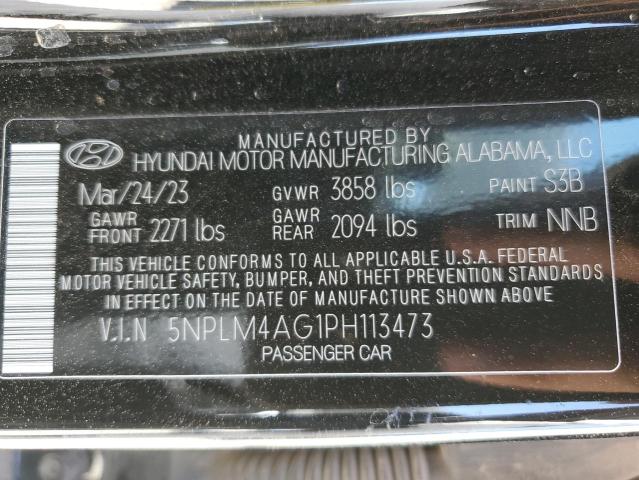 MANUFACTURED BY
HYUNDAI MOTOR MANUFACTURING ALABAMA, LLC
Mar/24/23 GVWR 3858 lbs PAINT S3B
GAWR FRONT 2271 lbs GAWR REAR 2094 lbs TRIM NNB
THIS VEHICLE CONFORMS TO ALL APPLICABLE U.S.A. FEDERAL
MOTOR VEHICLE SAFETY, BUMPER, AND THEFT PREVENTION STANDARDS
IN EFFECT ON THE DATE OF MANUFACTURE SHOWN ABOVE
V.I.N 5NPLM4AG1PH113473
PASSENGER CAR